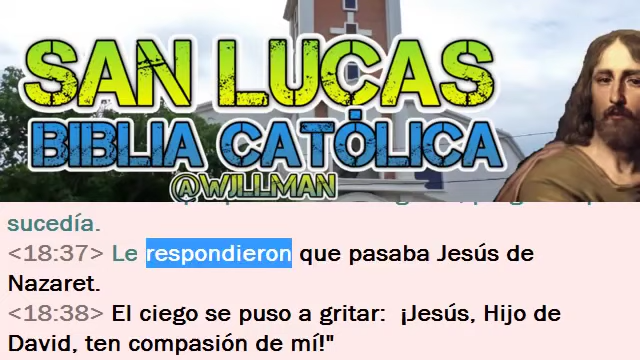 SAN LUCAS
BIBLIA CATÓLICA
@WJLLMAN
sucedía.
<18:37> Le respondieron que pasaba Jesús de
Nazaret.
<18:38> El ciego se puso a gritar:  ¡Jesús, Hijo de
David, ten compasión de mí!"